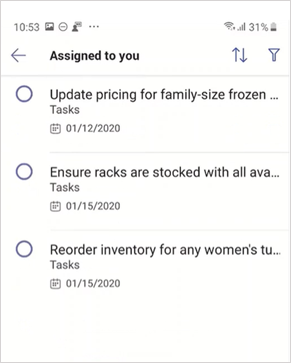 10:53 ... 31%
Assigned to you
Update pricing for family-size frozen ...
Tasks
01/12/2020
Ensure racks are stocked with all ava...
Tasks
01/15/2020
Reorder inventory for any women's tu...
Tasks
01/15/2020